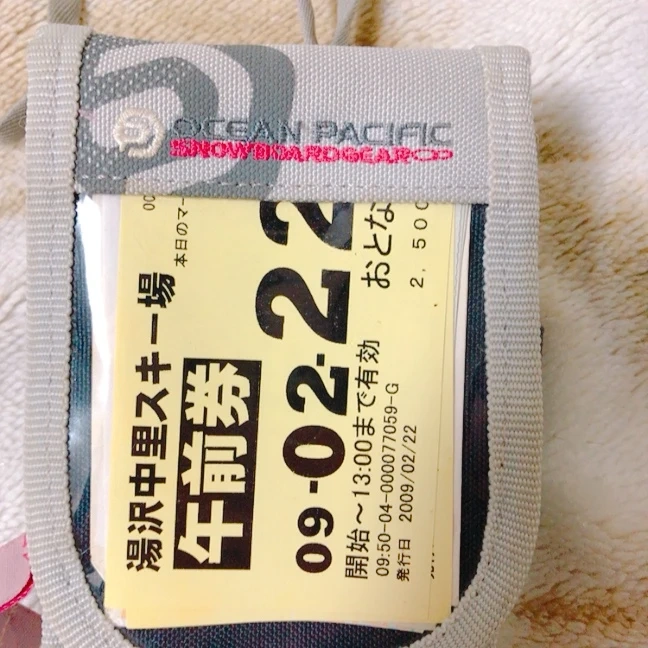 OCEAN PACIFIC
SNOWBOARDGEAR
湯沢中里スキー場
本日のマー
00
午前券
09-02-22
おとな
開始～13:00まで有効
2,500
09:50-04-000077059-G
発行日 2009/02/22